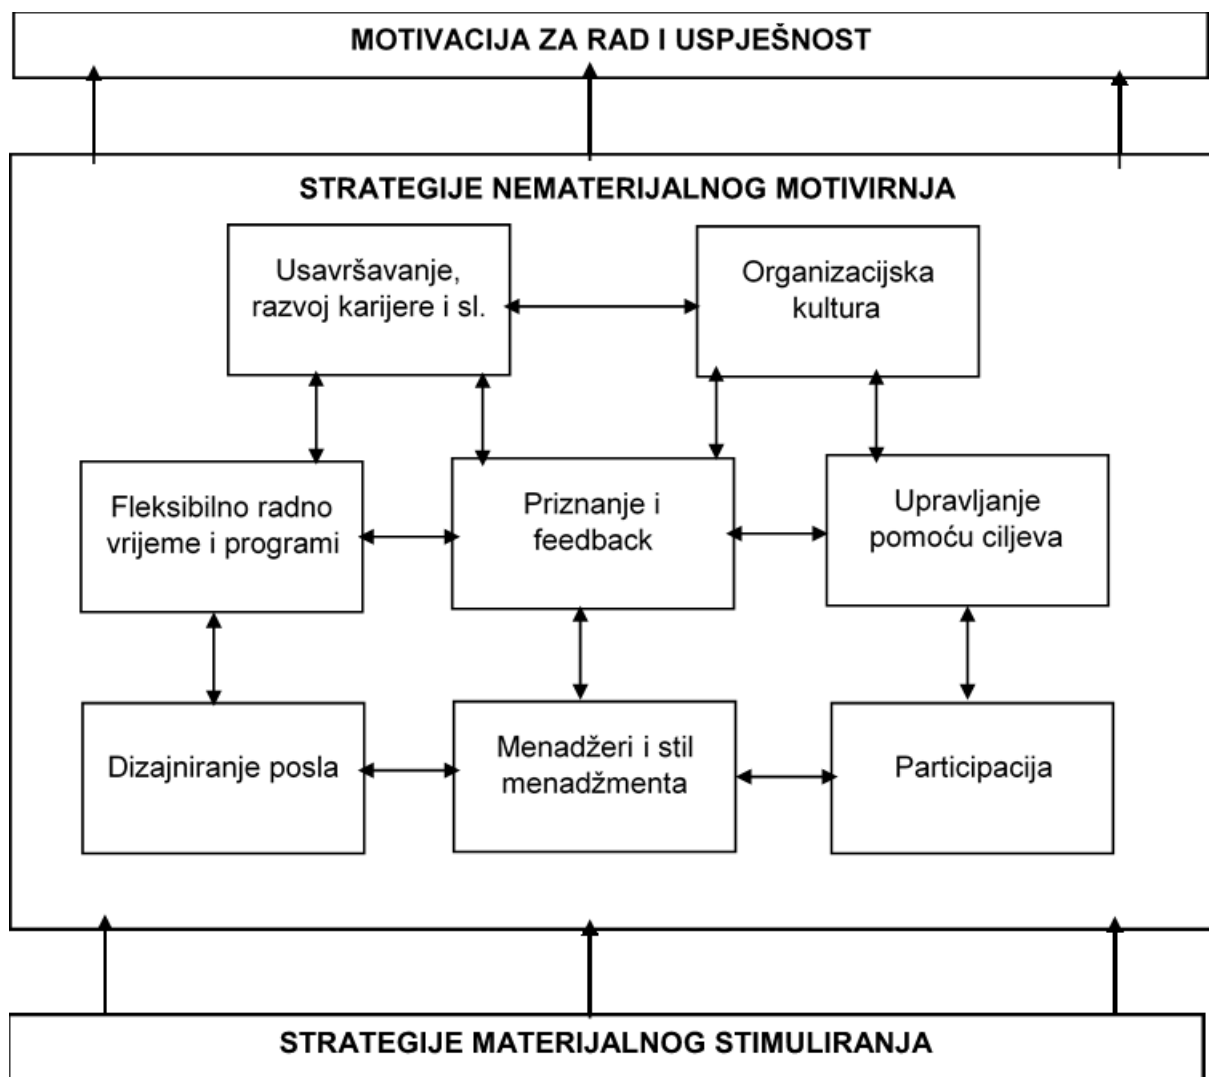 MOTIVACIJA ZA RAD I USPJEŠNOST
STRATEGIJE NEMATERIJALNOG MOTIVIRNJA
Usavršavanje,
razvoj karijere i sl.
Organizacijska
kultura
Fleksibilno radno
vrijeme i programi
Priznanje i
feedback
Upravljanje
pomoću ciljeva
Dizajniranje posla
Menadžeri i stil
menadžmenta
Participacija
STRATEGIJE MATERIJALNOG STIMULIRANJA